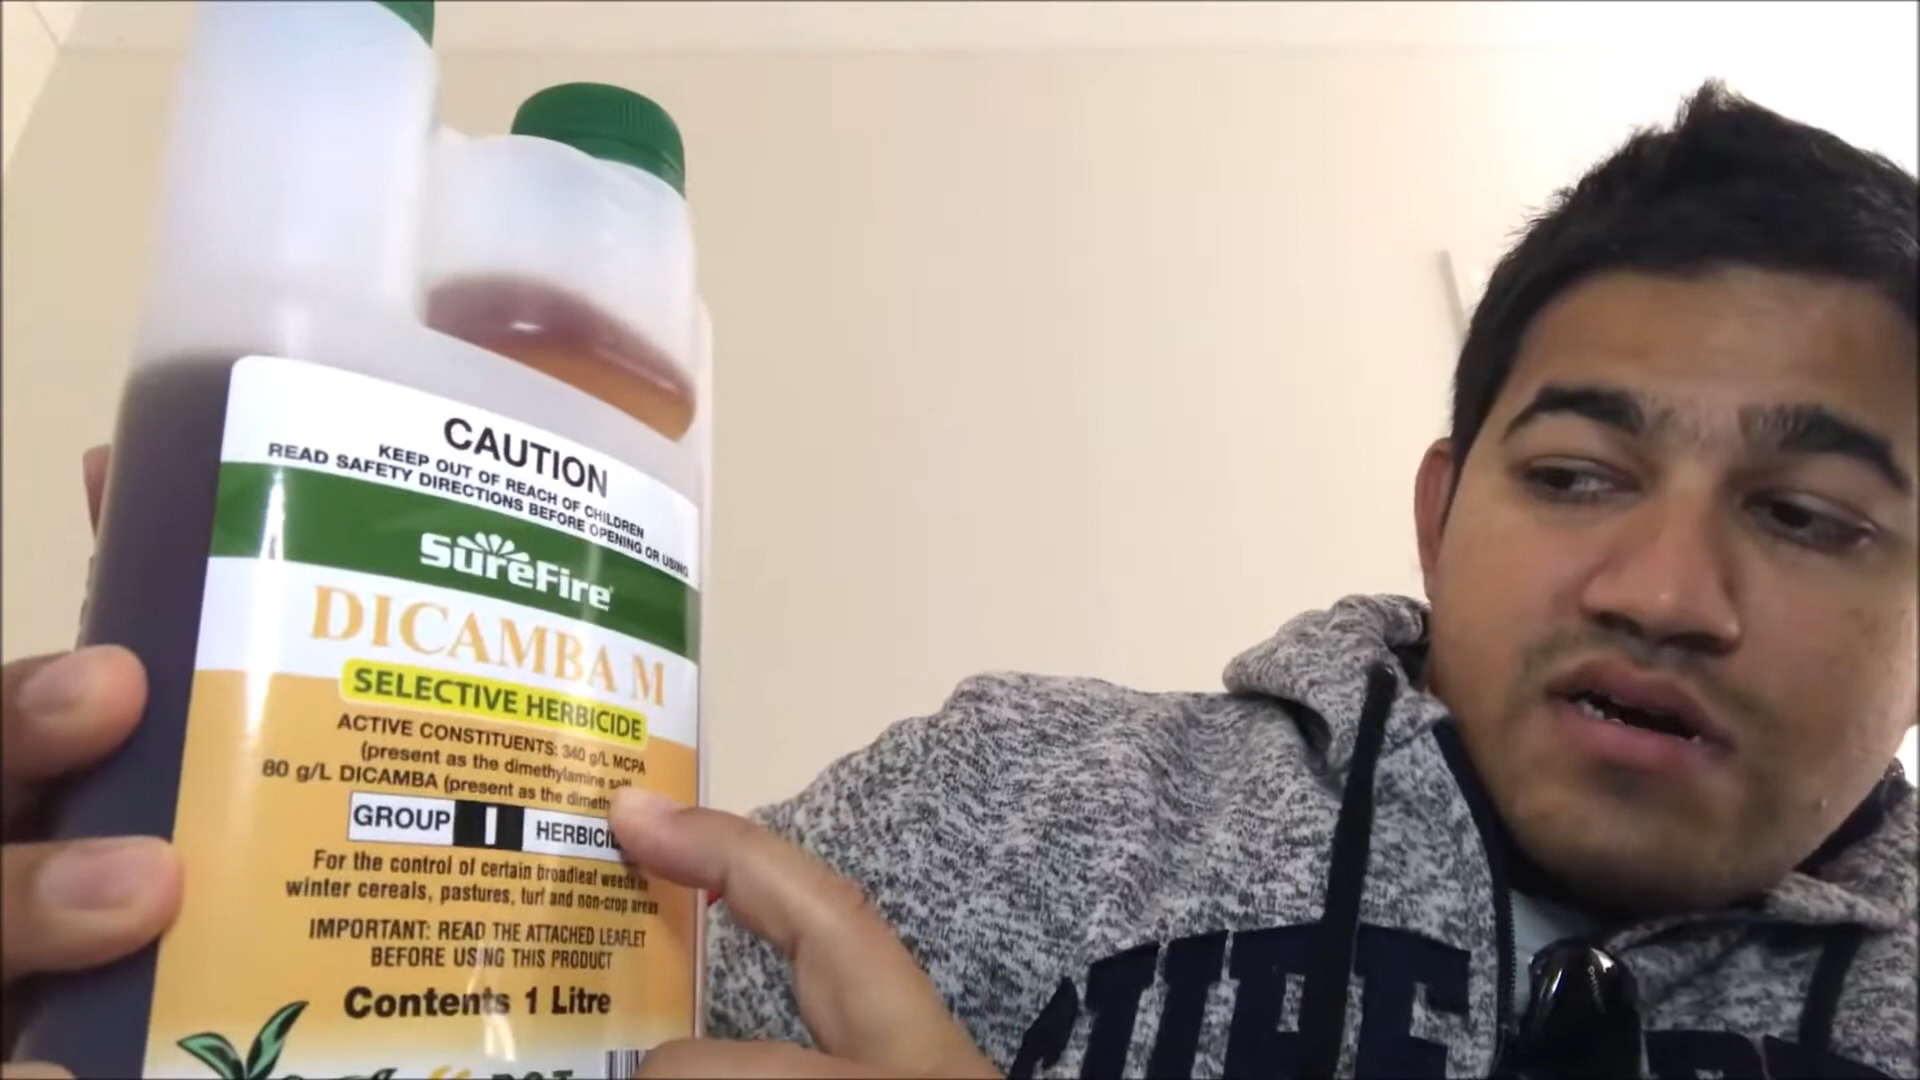 CAUTION
KEEP OUT OF REACH OF CHILDREN
READ SAFETY DIRECTIONS BEFORE OPENING OR USING
SureFire
DICAMBA M
SELECTIVE HERBICIDE
ACTIVE CONSTITUENTS: 340 g/L MCPA
(present as the dimethylamine salt)
80 g/L DICAMBA (present as the
GROUP I
For the control of certain broadleaf weeds in
winter cereals, pastures, turf and non-crop areas
IMPORTANT: READ THE ATTACHED LEAFLET
BEFORE USING THIS PRODUCT
Contents 1 Litre